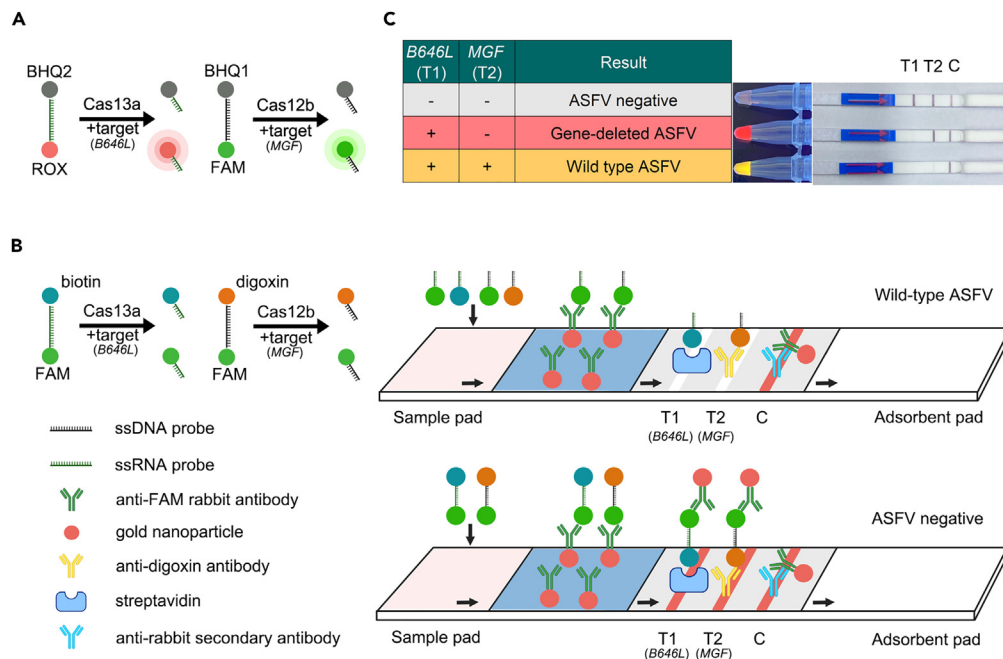 A
BHQ2
Cas13a
+target
(B646L)
ROX
BHQ1
Cas12b
+target
(MGF)
FAM
C
B646L
(T1)
MGF
(T2)
Result
- - ASFV negative
+ - Gene-deleted ASFV
+ + Wild type ASFV
T1 T2 C
B
biotin
Cas13a
+target
(B646L)
FAM
digoxin
Cas12b
+target
(MGF)
FAM
ssDNA probe
ssRNA probe
anti-FAM rabbit antibody
gold nanoparticle
anti-digoxin antibody
streptavidin
anti-rabbit secondary antibody
Wild-type ASFV
Sample pad
T1 T2 C
(B646L) (MGF)
Adsorbent pad
ASFV negative
Sample pad
T1 T2 C
(B646L) (MGF)
Adsorbent pad